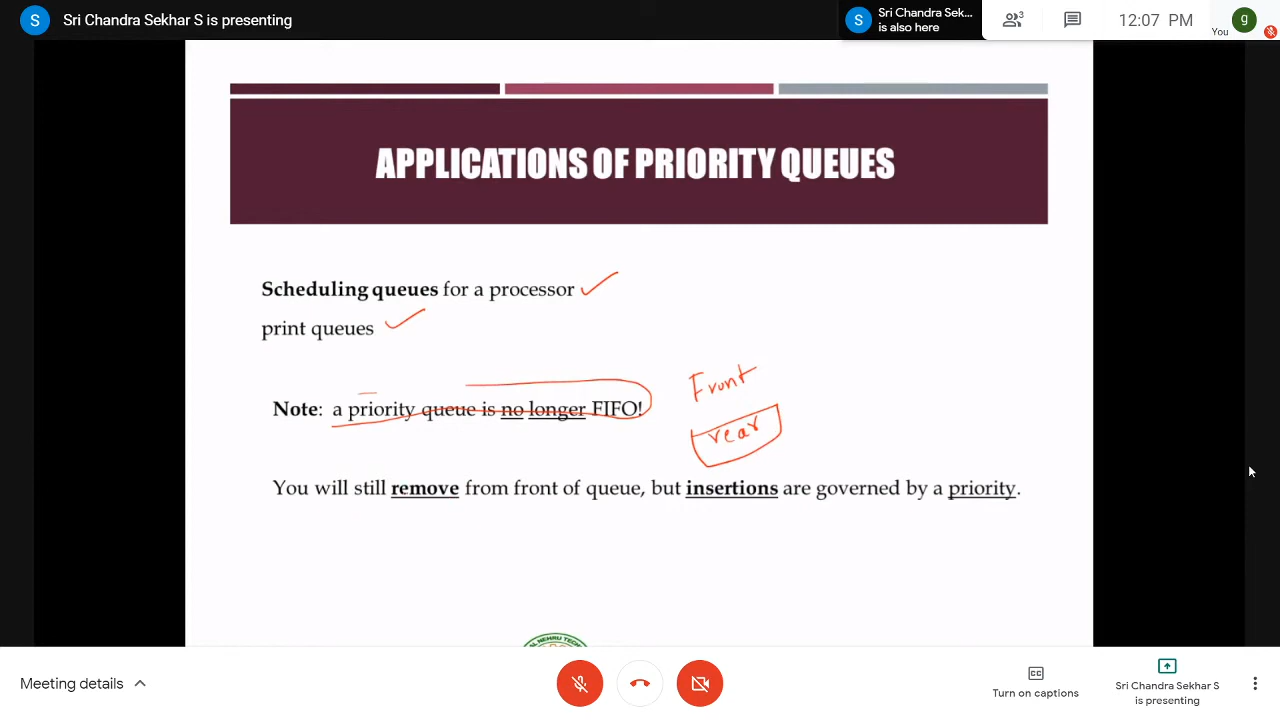 Sri Chandra Sekhar S is presenting
Sri Chandra Sek...
is also here
3
12:07 PM
You
APPLICATIONS OF PRIORITY QUEUES
Scheduling queues for a processor
print queues
Front
Note: a priority queue is no longer FIFO!
rear
You will still remove from front of queue, but insertions are governed by a priority.
Meeting details
Turn on captions
Sri Chandra Sekhar S
is presenting